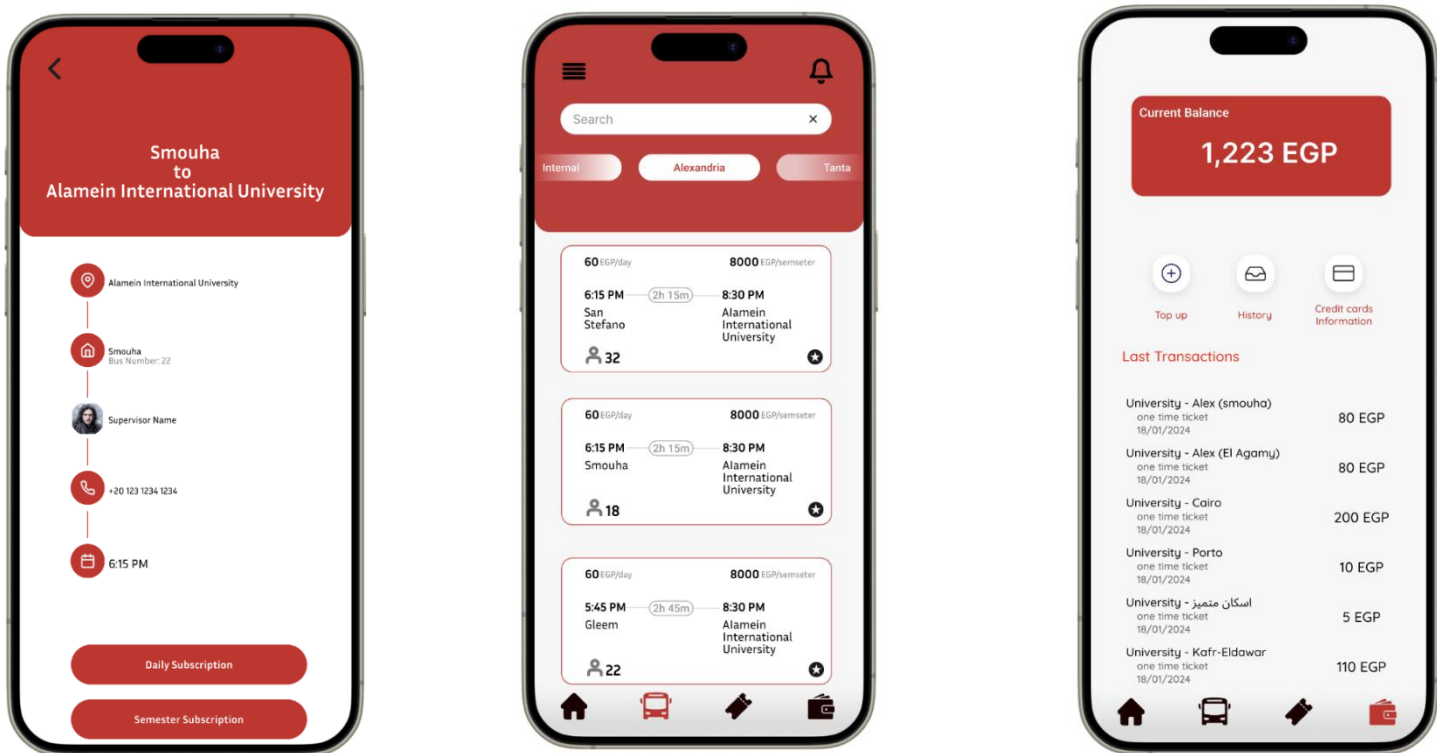 Smouha
to
Alamein International University
Alamein International University
Smouha
Bus Number: 22
Supervisor Name
+20 123 1234 1234
6:15 PM
Daily Subscription
Semester Subscription
Search
Internal
Alexandria
Tanta
60 EGP/day
8000 EGP/semseter
6:15 PM
2h 15m
8:30 PM
San
Stefano
Alamein
International
University
32
60 EGP/day
8000 EGP/semseter
6:15 PM
2h 15m
8:30 PM
Smouha
Alamein
International
University
18
60 EGP/day
8000 EGP/semseter
5:45 PM
2h 45m
8:30 PM
Gleem
Alamein
International
University
22
Current Balance
1,223 EGP
Top up
History
Credit cards
Information
Last Transactions
University - Alex (smouha)
one time ticket
18/01/2024
80 EGP
University - Alex (El Agamy)
one time ticket
18/01/2024
80 EGP
University - Cairo
one time ticket
18/01/2024
200 EGP
University - Porto
one time ticket
18/01/2024
10 EGP
University - اسكان متميز
one time ticket
18/01/2024
5 EGP
University - Kafr-Eldawar
one time ticket
18/01/2024
110 EGP